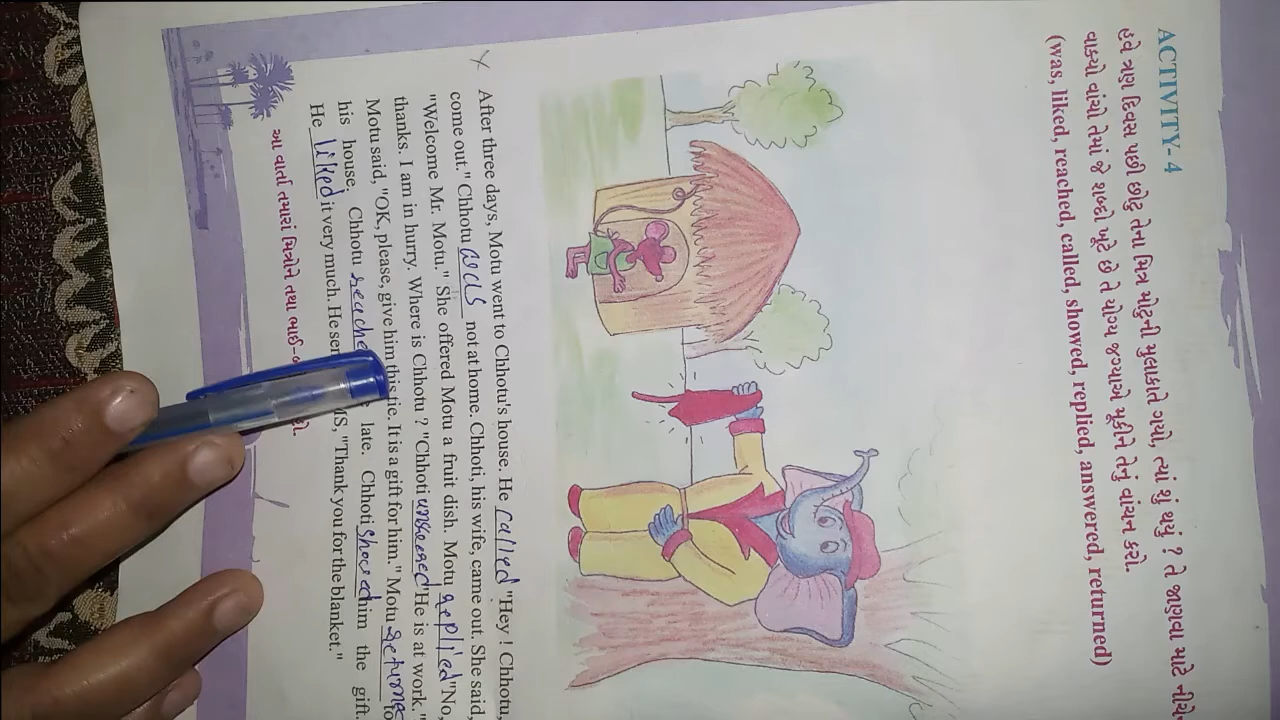 ACTIVITY-4
હવે ત્રણ દિવસ પછી છોટુ તેના મિત્ર મોટુની મુલાકાતે ગયો, ત્યાં શું થયું ? તે જાણવા માટે નીચે
વાક્યો વાંચો તેમાં જે શબ્દો ખૂટે છે તે યોગ્ય જગ્યાએ મૂકીને તેનું વાંચન કરો.
(was, liked, reached, called, showed, replied, answered, returned)
After three days, Motu went to Chhotu's house. He called "Hey ! Chhotu,
come out." Chhotu was not at home. Chhoti, his wife, came out. She said,
"Welcome Mr. Motu." She offered Motu a fruit dish. Motu replied "No,
thanks. I am in hurry. Where is Chhotu ? "Chhoti "He is at work."
Motu said, "OK, please, give him this tie. It is a gift for him." Motu to
his house, Chhotu late. Chhoti showed him the gift.
He liked it very much. He "Thank you for the blanket."
આ વાર્તા તમારાં મિત્રોને તથા